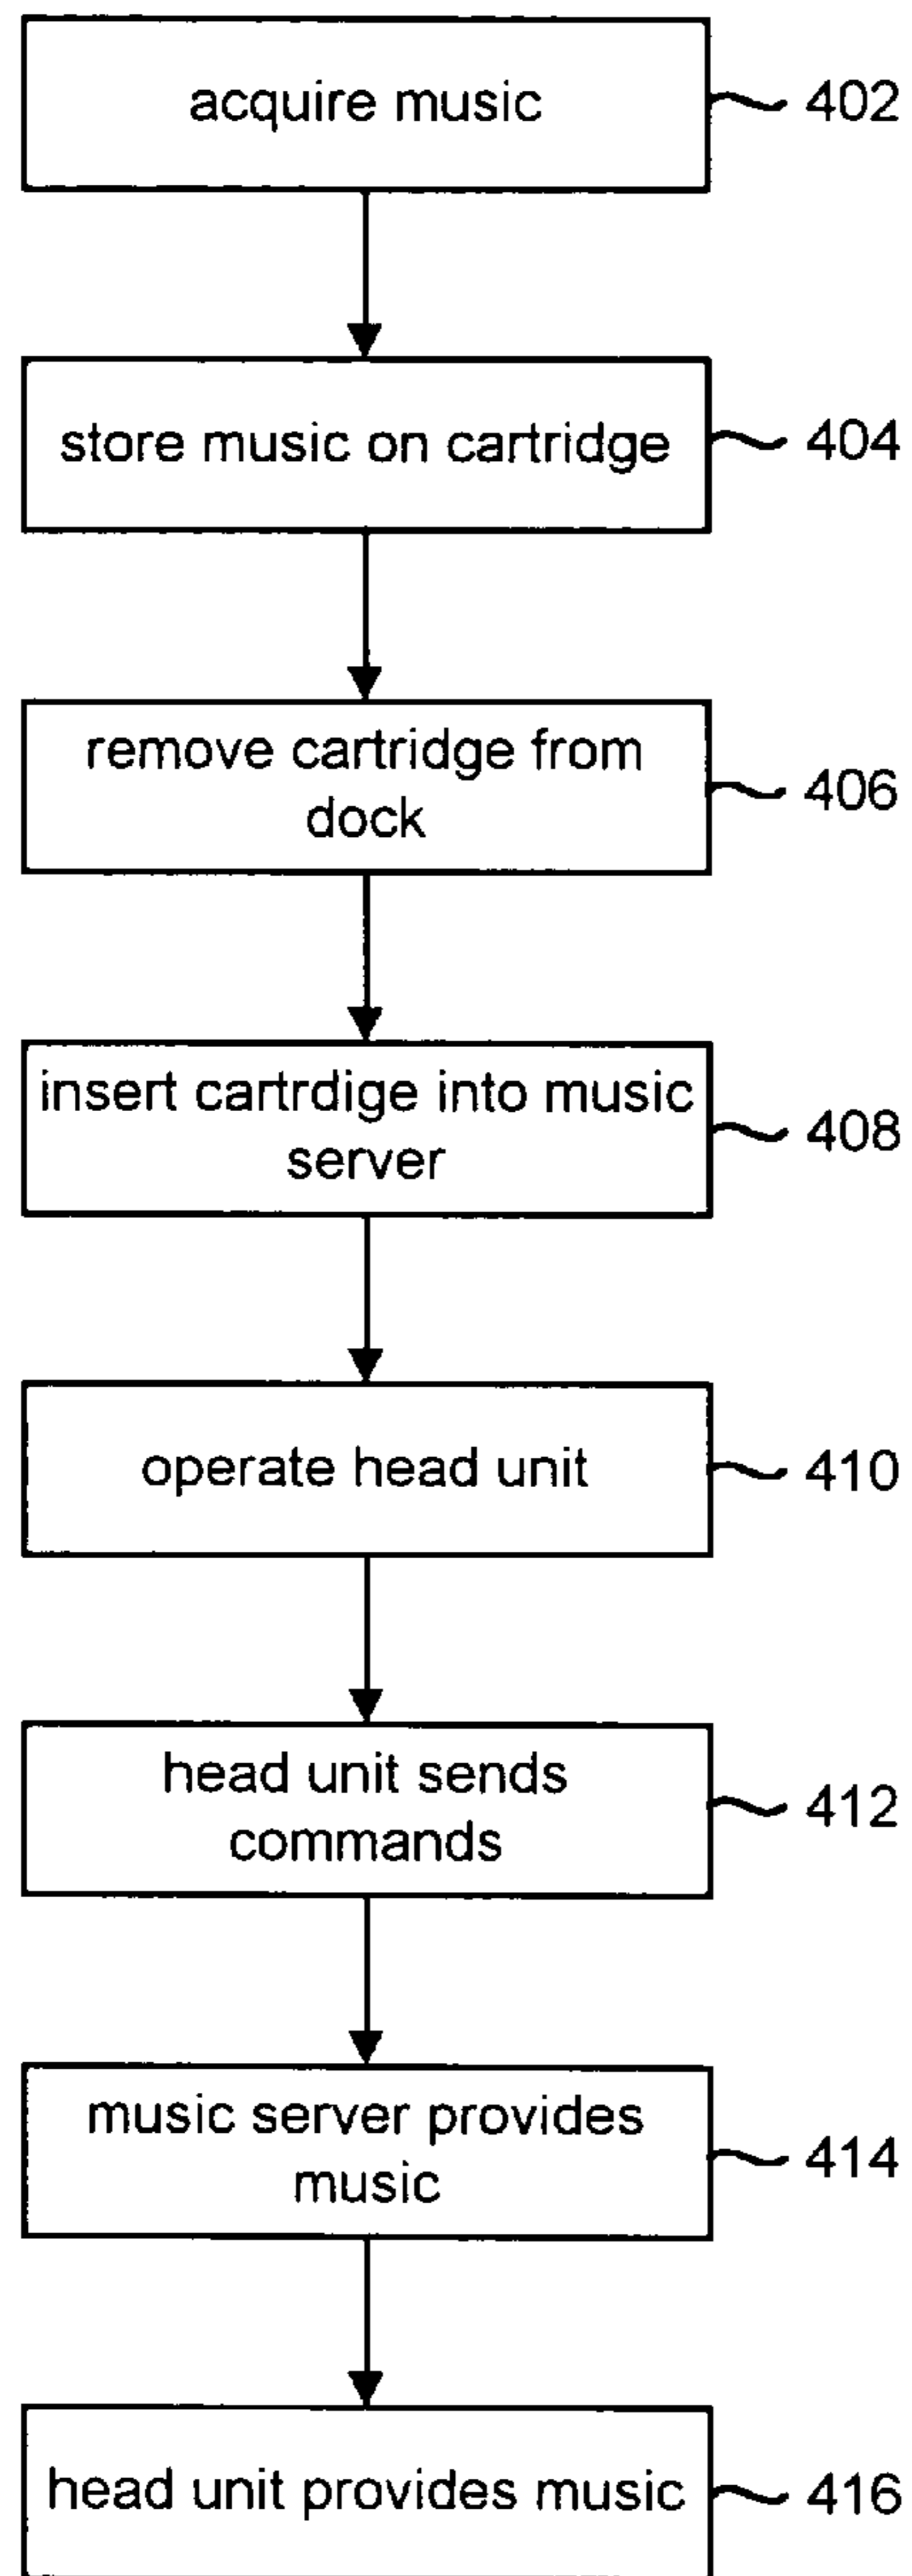 acquire music
402
store music on cartridge
404
remove cartridge from
dock
406
insert cartrdige into music
server
408
operate head unit
410
head unit sends
commands
412
music server provides
music
414
head unit provides music
416